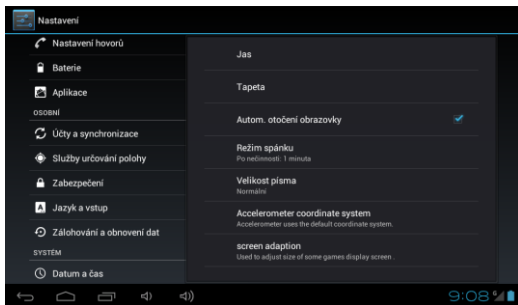 Nastavení
Nastavení hovorů
Baterie
Aplikace
OSOBNÍ
Účty a synchronizace
Služby určování polohy
Zabezpečení
Jazyk a vstup
Zálohování a obnovení dat
SYSTÉM
Datum a čas
Jas
Tapeta
Autom. otočení obrazovky
Režim spánku
Po nečinnosti: 1 minuta
Velikost písma
Normální
Accelerometer coordinate system
Accelerometer uses the default coordinate system.
screen adaption
Used to adjust size of some games display screen .
9:08